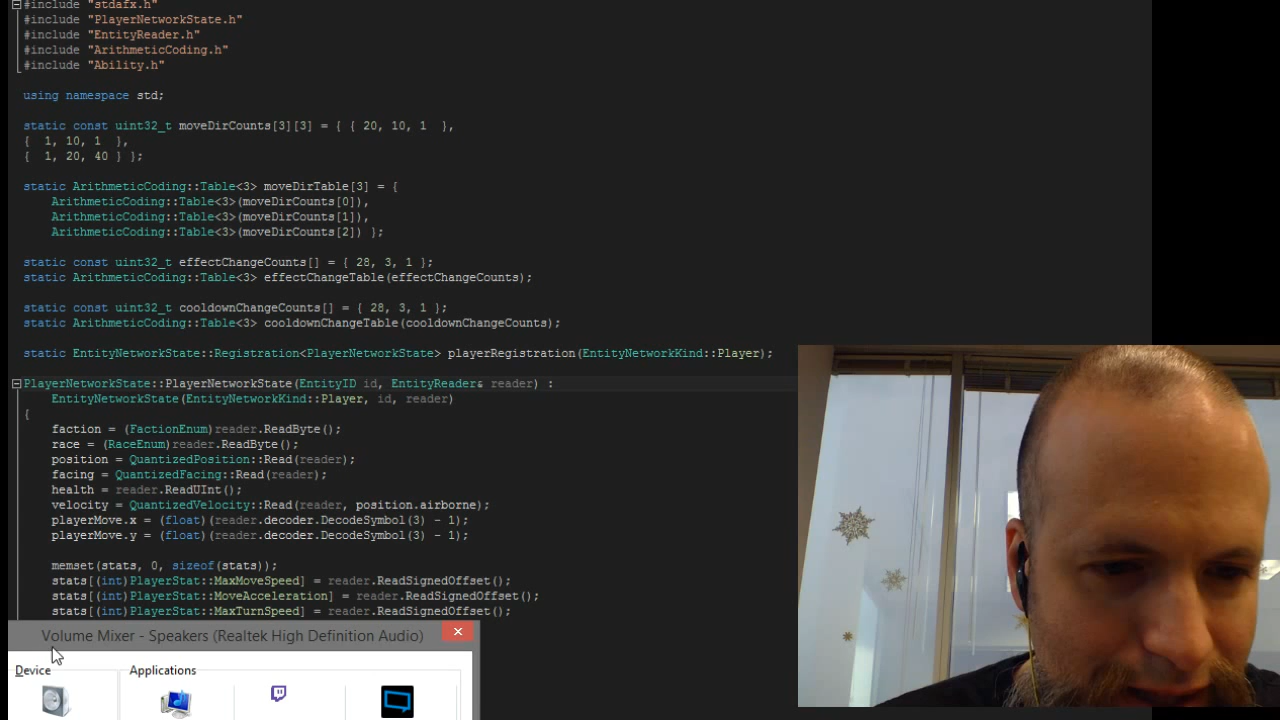 #include "stdafx.h"
#include "PlayerNetworkState.h"
#include "EntityReader.h"
#include "ArithmeticCoding.h"
#include "Ability.h"
using namespace std;
static const uint32_t moveDirCounts[3][3] = { { 20, 10, 1 },
{ 1, 10, 1 },
{ 1, 20, 40 } };
static ArithmeticCoding::Table<3> moveDirTable[3] = {
ArithmeticCoding::Table<3>(moveDirCounts[0]),
ArithmeticCoding::Table<3>(moveDirCounts[1]),
ArithmeticCoding::Table<3>(moveDirCounts[2]) };
static const uint32_t effectChangeCounts[] = { 28, 3, 1 };
static ArithmeticCoding::Table<3> effectChangeTable(effectChangeCounts);
static const uint32_t cooldownChangeCounts[] = { 28, 3, 1 };
static ArithmeticCoding::Table<3> cooldownChangeTable(cooldownChangeCounts);
static EntityNetworkState::Registration<PlayerNetworkState> playerRegistration(EntityNetworkKind::Player);
PlayerNetworkState::PlayerNetworkState(EntityID id, EntityReader& reader) :
EntityNetworkState(EntityNetworkKind::Player, id, reader)
{
faction = (FactionEnum)reader.ReadByte();
race = (RaceEnum)reader.ReadByte();
position = QuantizedPosition::Read(reader);
facing = QuantizedFacing::Read(reader);
health = reader.ReadUInt();
velocity = QuantizedVelocity::Read(reader, position.airborne);
playerMove.x = (float)(reader.decoder.DecodeSymbol(3) - 1);
playerMove.y = (float)(reader.decoder.DecodeSymbol(3) - 1);
memset(stats, 0, sizeof(stats));
stats[(int)PlayerStat::MaxMoveSpeed] = reader.ReadSignedOffset();
stats[(int)PlayerStat::MoveAcceleration] = reader.ReadSignedOffset();
stats[(int)PlayerStat::MaxTurnSpeed] = reader.ReadSignedOffset();
Volume Mixer - Speakers (Realtek High Definition Audio)
Device Applications